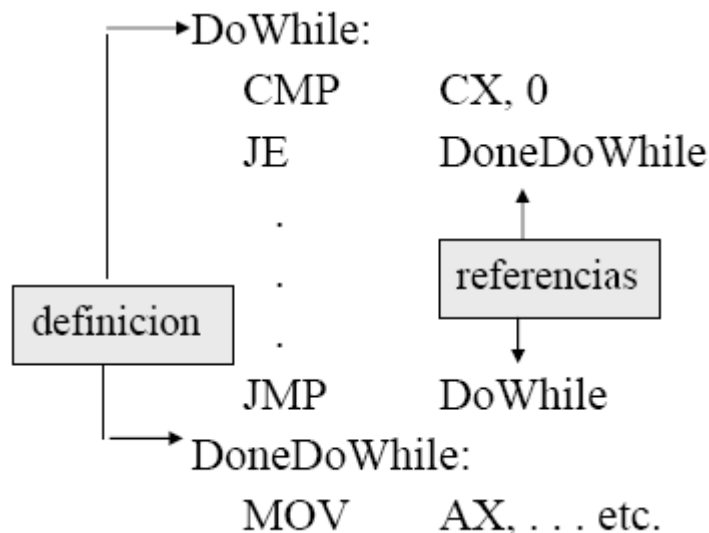 DoWhile:
CMP CX, 0
JE DoneDoWhile
.
referencias
.
definicion
.
JMP DoWhile
DoneDoWhile:
MOV AX, . . . etc.